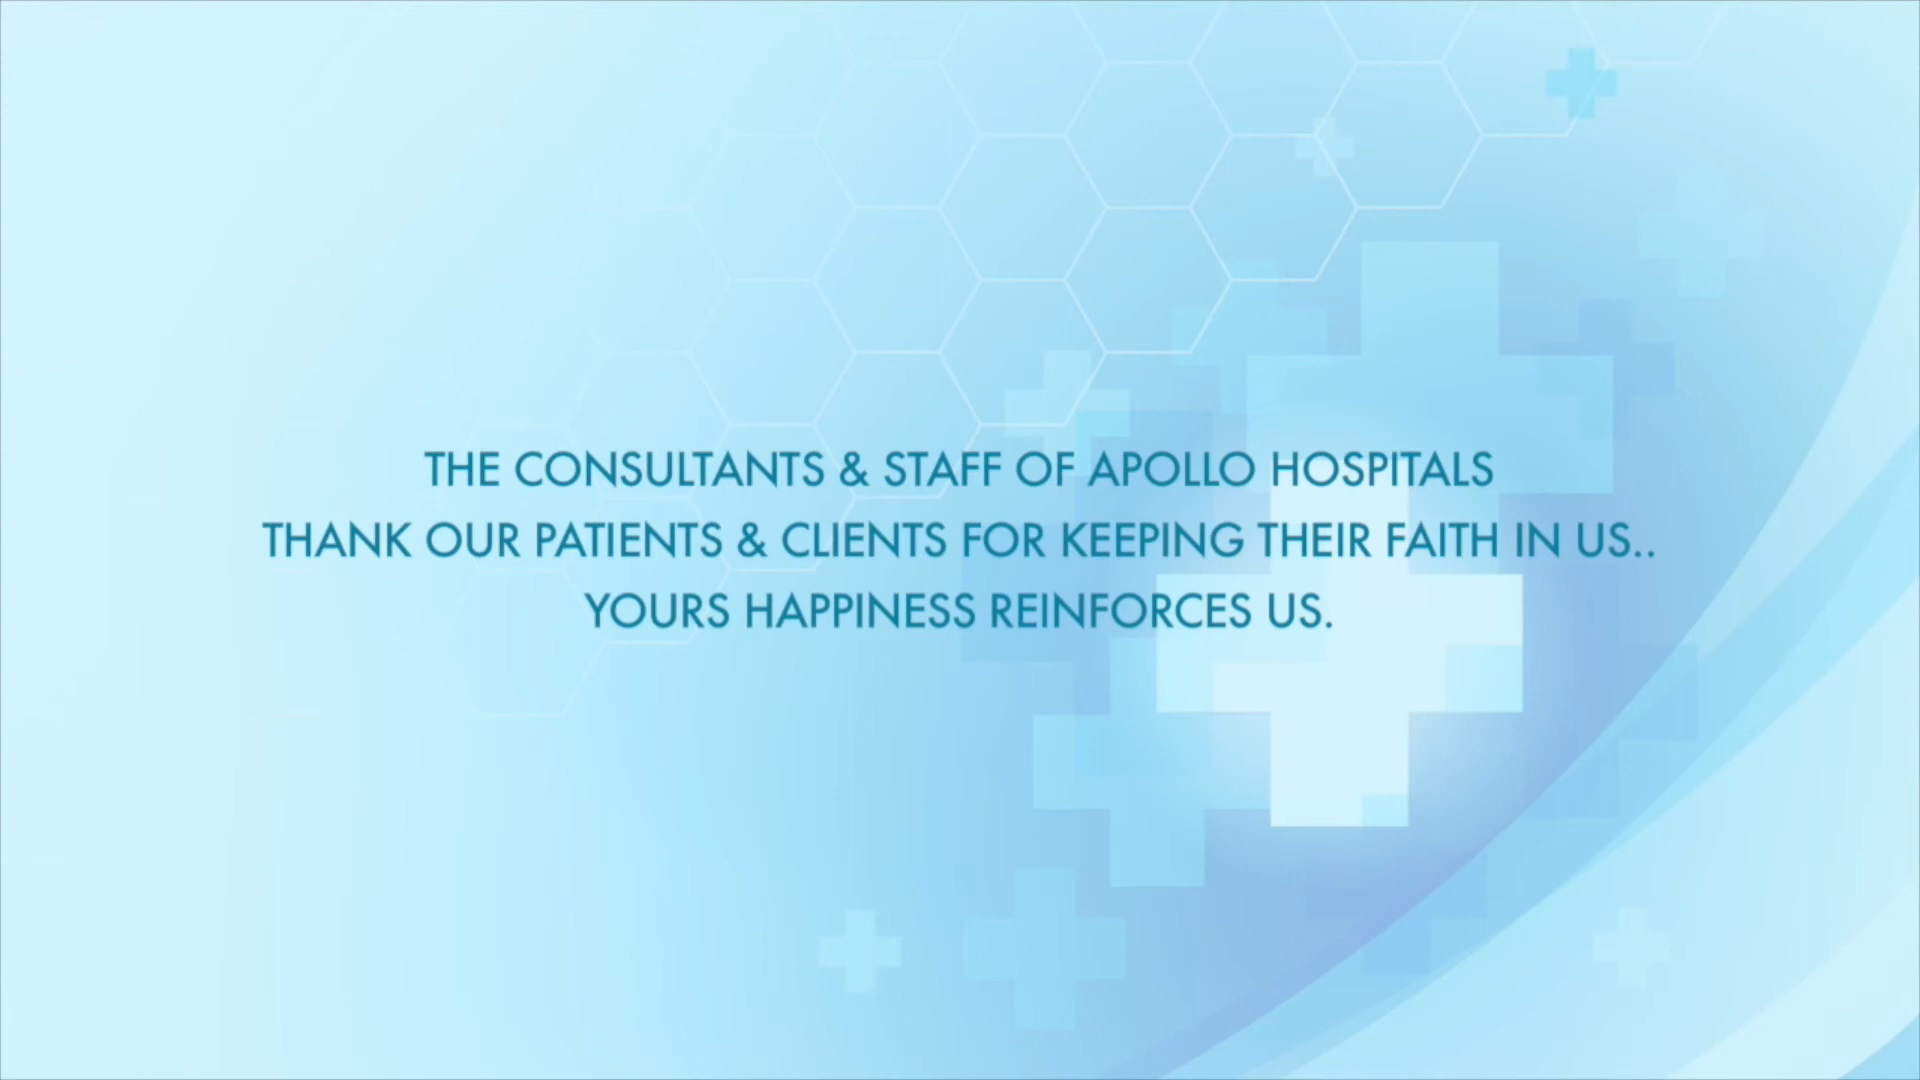 THE CONSULTANTS & STAFF OF APOLLO HOSPITALS
THANK OUR PATIENTS & CLIENTS FOR KEEPING THEIR FAITH IN US..
YOURS HAPPINESS REINFORCES US.